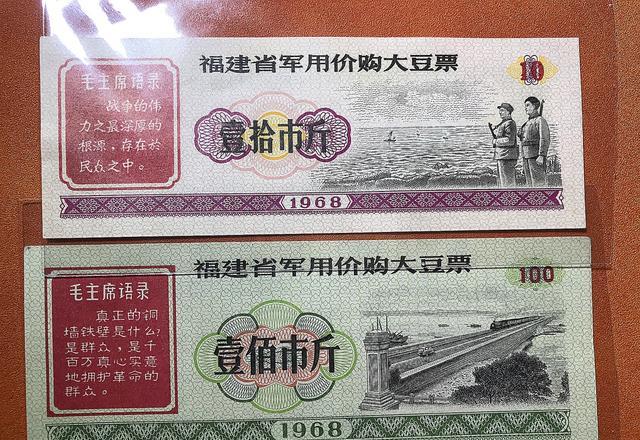 福建省军用价购大豆票
10
毛主席语录
战争的伟
力之最深厚的
根源，存在於
民众之中。
壹拾市斤
1968
福建省军用价购大豆票
100
毛主席语录
真正的铜
墙铁壁是什么？
是群众，是千
百万真心实意
地拥护革命的
群众。
壹佰市斤
1968